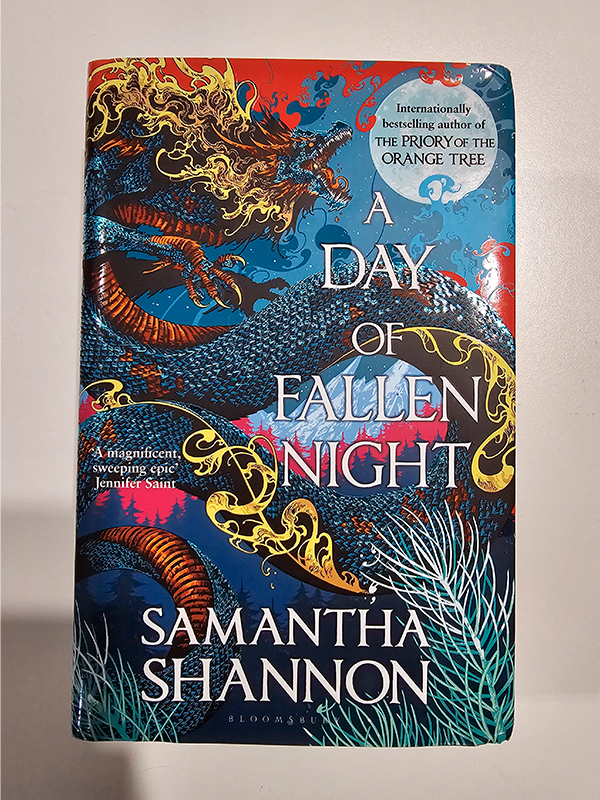 Internationally
bestselling author of
THE PRIORY OF THE
ORANGE TREE
A
DAY
OF
FALLEN
NIGHT
‘A magnificent,
sweeping epic’
Jennifer Saint
SAMANTHA
SHANNON
BLOOMSBURY